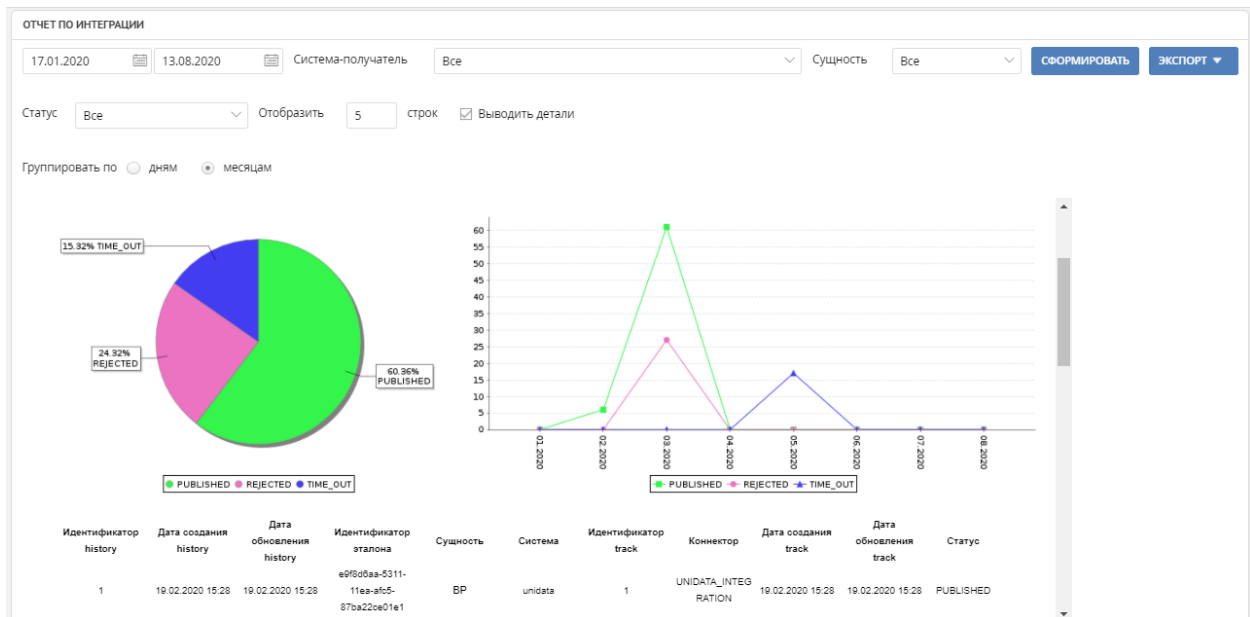 ОТЧЕТ ПО ИНТЕГРАЦИИ
17.01.2020 13.08.2020 Система-получатель Все Сущность Все СФОРМИРОВАТЬ ЭКСПОРТ
Статус Все Отобразить 5 строк Выводить детали
Группировать по дням месяцам
15.32% TIME_OUT
24.32%
REJECTED
60.36%
PUBLISHED
PUBLISHED REJECTED TIME_OUT
60
55
50
45
40
35
30
25
20
15
10
5
0
01.2020 02.2020 03.2020 04.2020 05.2020 06.2020 07.2020 08.2020
PUBLISHED REJECTED TIME_OUT
Идентификатор history Дата создания history Дата обновления history Идентификатор эталона Сущность Система Идентификатор track Коннектор Дата создания track Дата обновления track Статус
1 19.02.2020 15:28 19.02.2020 15:28 e9f8d6aa-5311-11ea-afc5-87ba22ce01e1 BP unidata 1 UNIDATA_INTEGRATION 19.02.2020 15:28 19.02.2020 15:28 PUBLISHED